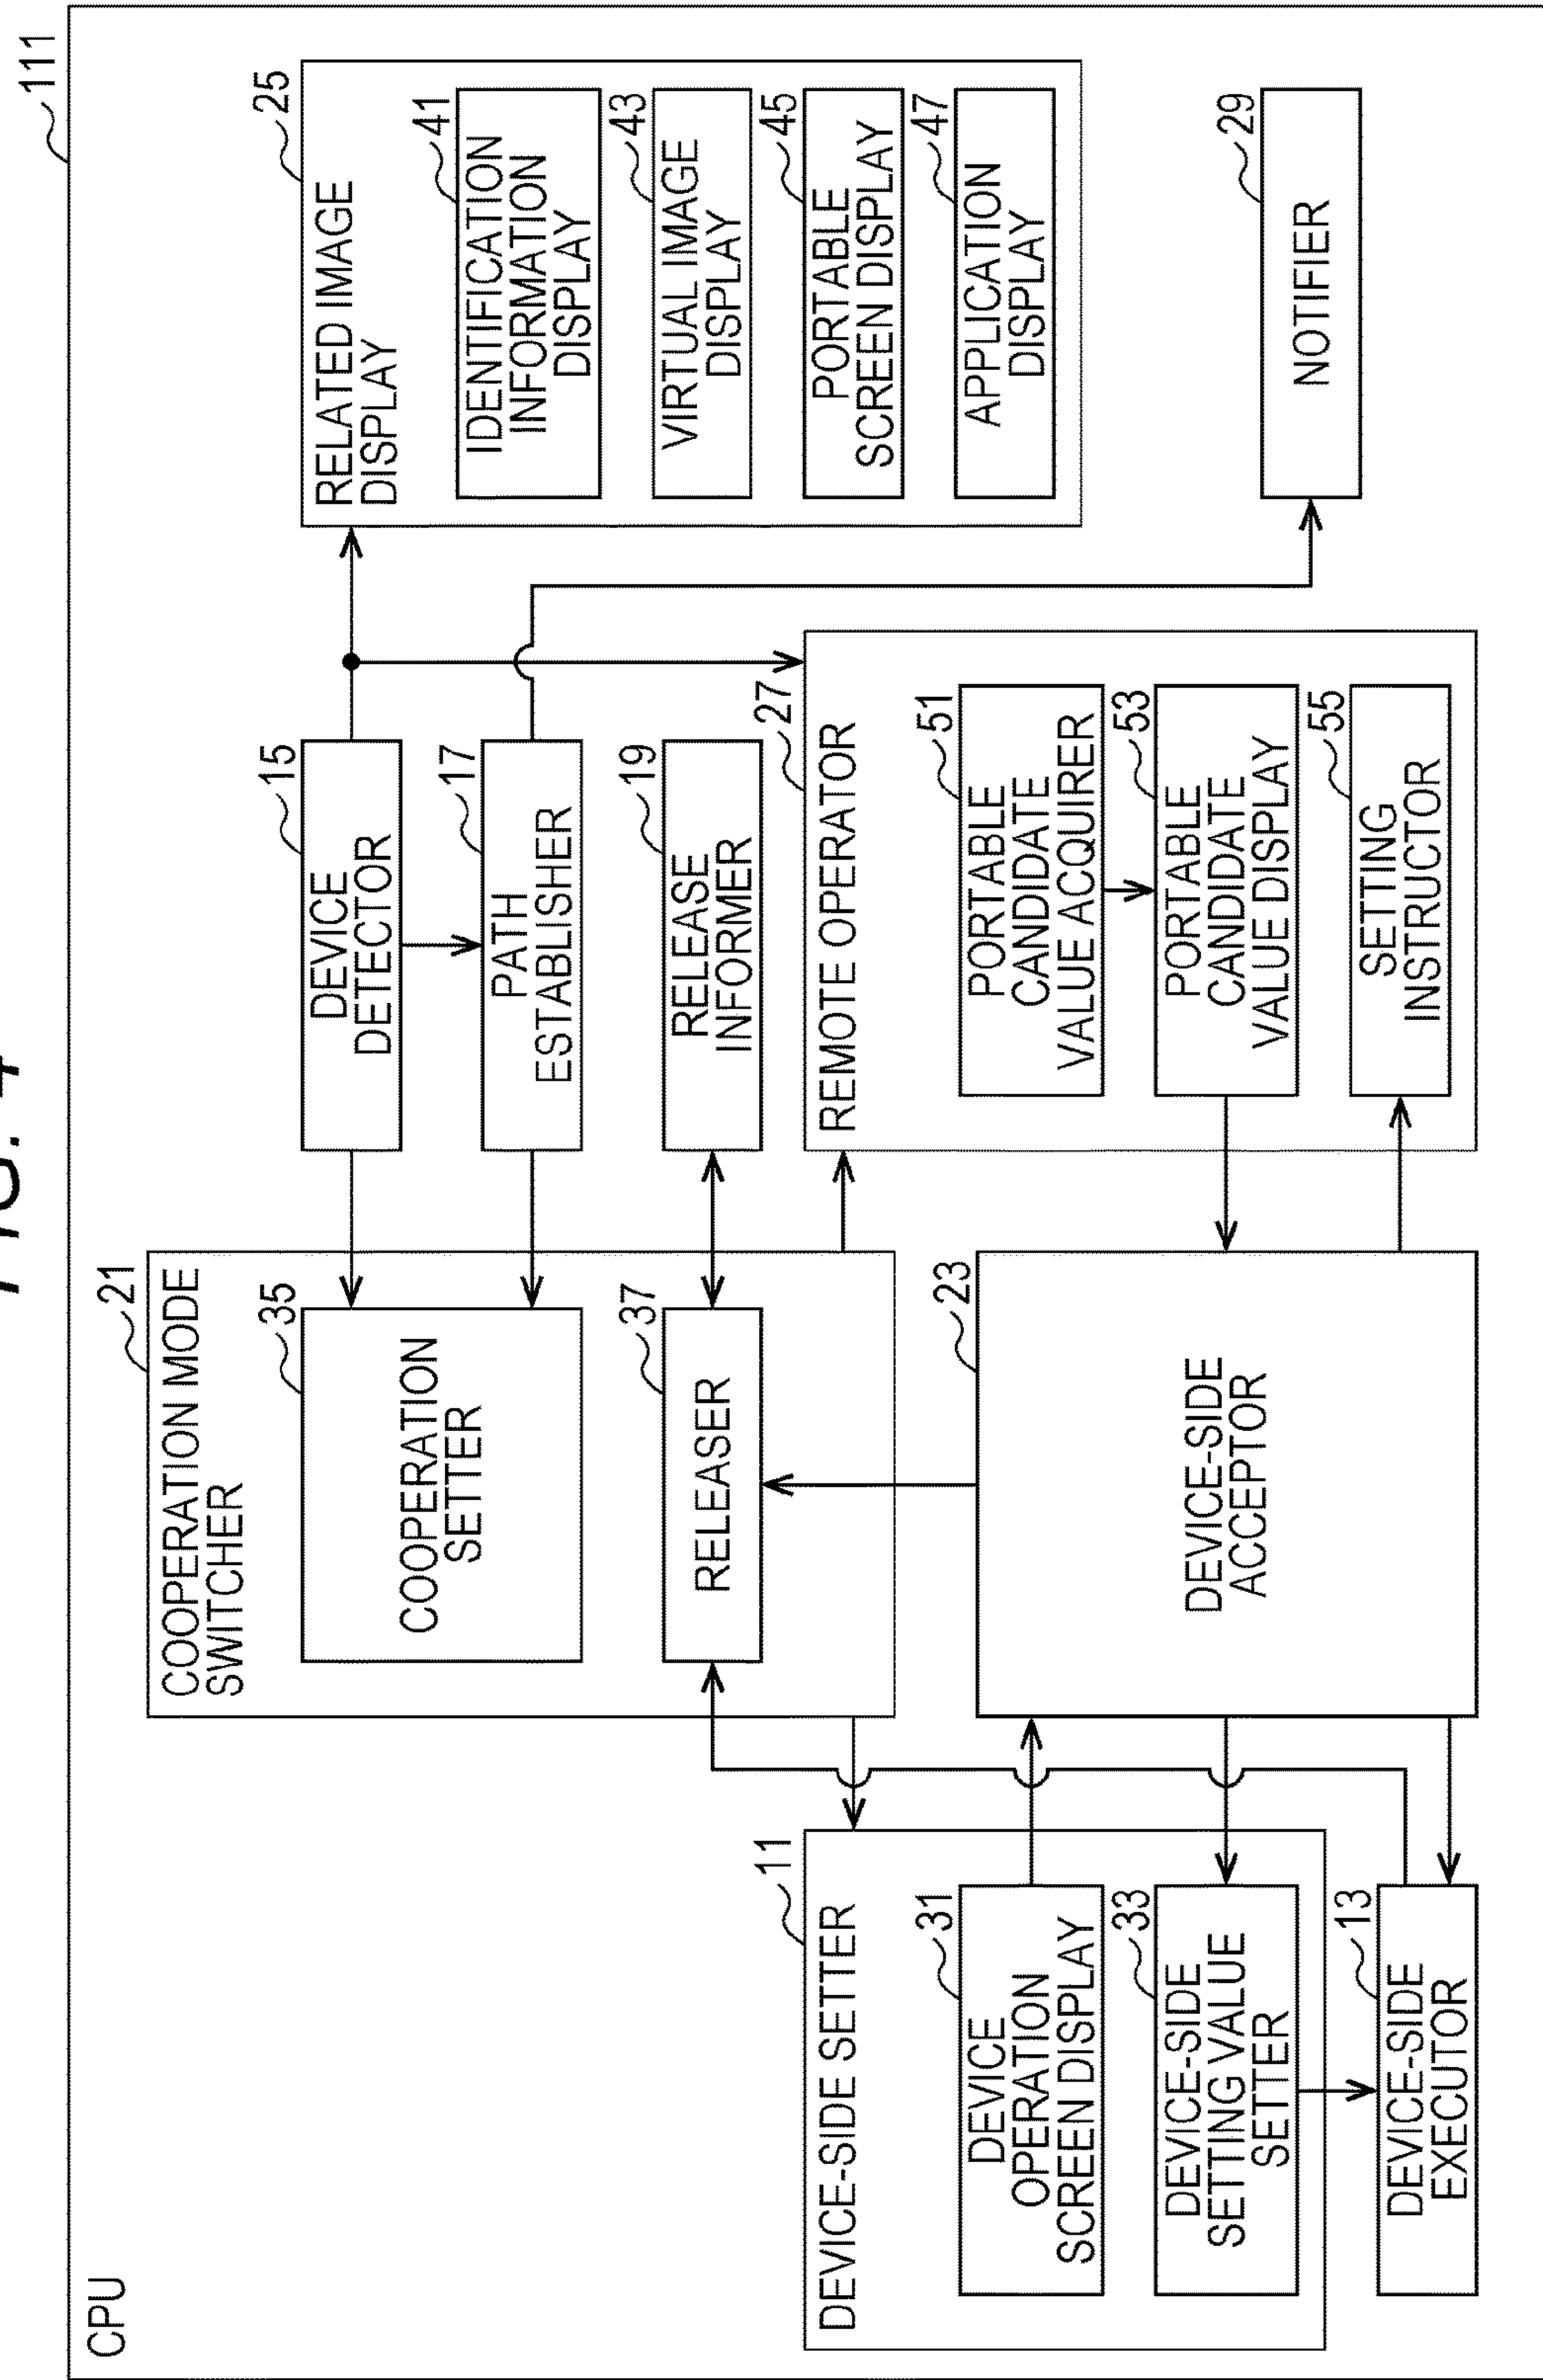 FIG. 4
111
CPU
21
COOPERATION MODE
SWITCHER
35
COOPERATION
SETTER
37
RELEASER
15
DEVICE
DETECTOR
17
PATH
ESTABLISHER
19
RELEASE
INFORMER
25
RELATED IMAGE
DISPLAY
41
IDENTIFICATION
INFORMATION
DISPLAY
43
VIRTUAL IMAGE
DISPLAY
45
PORTABLE
SCREEN DISPLAY
47
APPLICATION
DISPLAY
11
DEVICE-SIDE SETTER
31
DEVICE
OPERATION
SCREEN DISPLAY
33
DEVICE-SIDE
SETTING VALUE
SETTER
13
DEVICE-SIDE
EXECUTOR
23
DEVICE-SIDE
ACCEPTOR
27
REMOTE OPERATOR
51
PORTABLE
CANDIDATE
VALUE ACQUIRER
53
PORTABLE
CANDIDATE
VALUE DISPLAY
55
SETTING
INSTRUCTOR
29
NOTIFIER